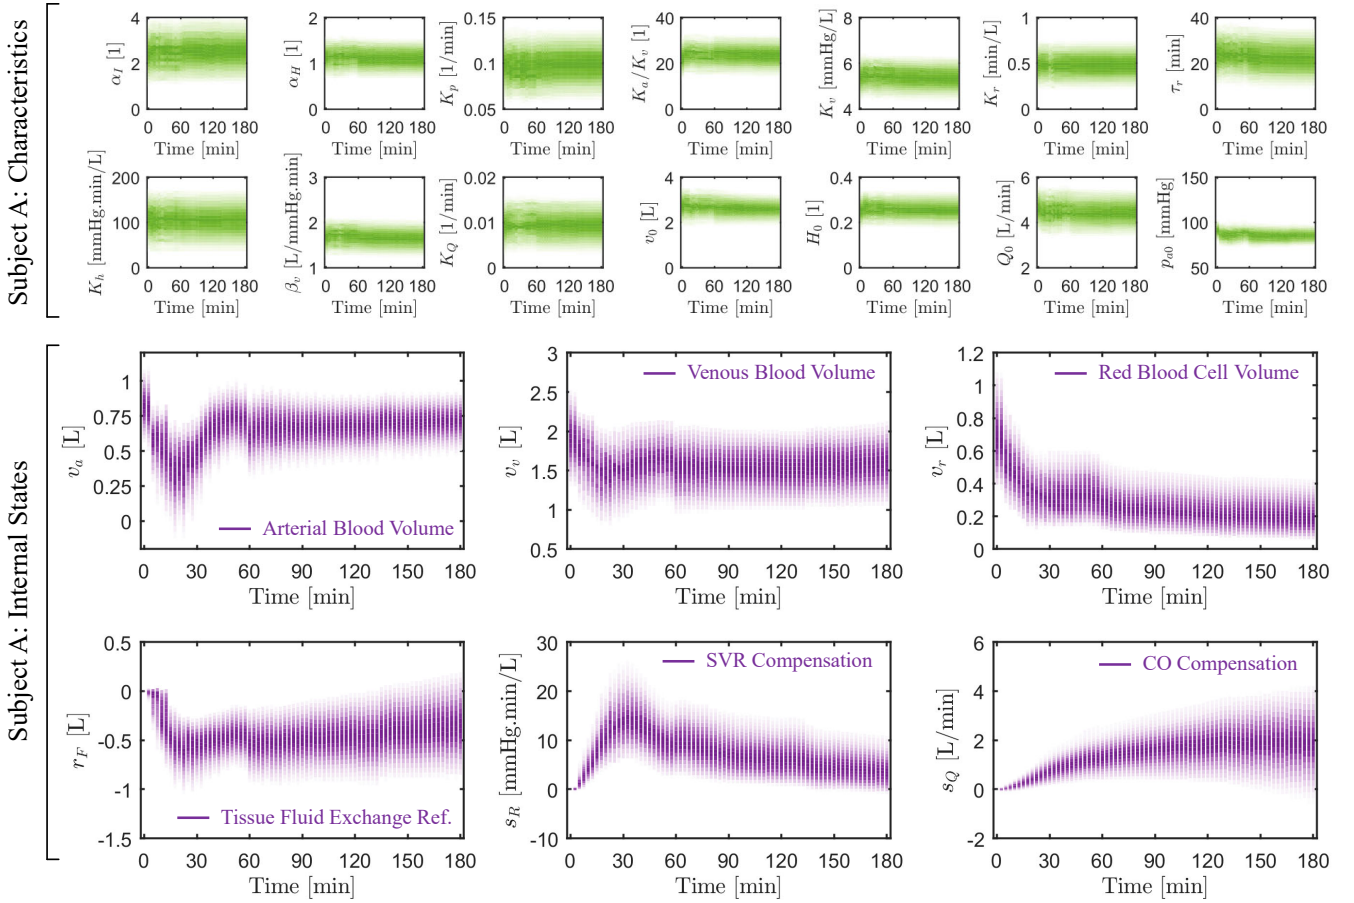 Subject A: Characteristics
α_I [1]
4
2
0
0 60 120 180
Time [min]
α_H [1]
2
1
0
0 60 120 180
Time [min]
K_p [1/min]
0.15
0.1
0.05
0 60 120 180
Time [min]
K_a/K_v [1]
40
20
0
0 60 120 180
Time [min]
K_v [mmHg/L]
8
6
4
0 60 120 180
Time [min]
K_r [min/L]
1
0.5
0
0 60 120 180
Time [min]
τ_r [min]
40
20
0
0 60 120 180
Time [min]
K_h [mmHg.min/L]
200
100
0
0 60 120 180
Time [min]
β_v [L/mmHg.min]
3
2
1
0 60 120 180
Time [min]
K_Q [1/min]
0.02
0.01
0
0 60 120 180
Time [min]
v_0 [L]
4
2
0
0 60 120 180
Time [min]
H_0 [1]
0.4
0.2
0
0 60 120 180
Time [min]
Q_0 [L/min]
6
4
2
0 60 120 180
Time [min]
p_{a0} [mmHg]
150
100
50
0 60 120 180
Time [min]
Subject A: Internal States
v_a [L]
1
0.75
0.5
0.25
0
Arterial Blood Volume
0 30 60 90 120 150 180
Time [min]
v_v [L]
3
2.5
2
1.5
1
0.5
Venous Blood Volume
0 30 60 90 120 150 180
Time [min]
v_r [L]
1.2
1
0.8
0.6
0.4
0.2
0
Red Blood Cell Volume
0 30 60 90 120 150 180
Time [min]
r_F [L]
0.5
0
-0.5
-1
-1.5
Tissue Fluid Exchange Ref.
0 30 60 90 120 150 180
Time [min]
s_R [mmHg.min/L]
30
20
10
0
-10
SVR Compensation
0 30 60 90 120 150 180
Time [min]
s_Q [L/min]
6
4
2
0
-2
CO Compensation
0 30 60 90 120 150 180
Time [min]